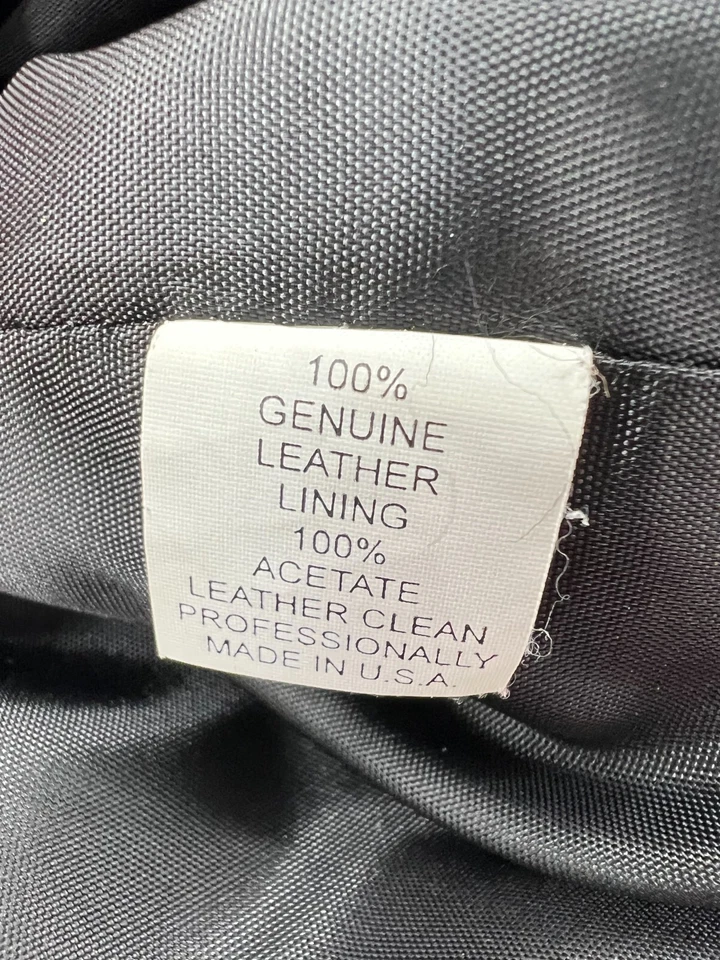 100%
GENUINE
LEATHER
LINING
100%
ACETATE
LEATHER CLEAN
PROFESSIONALLY
MADE IN U.S.A.